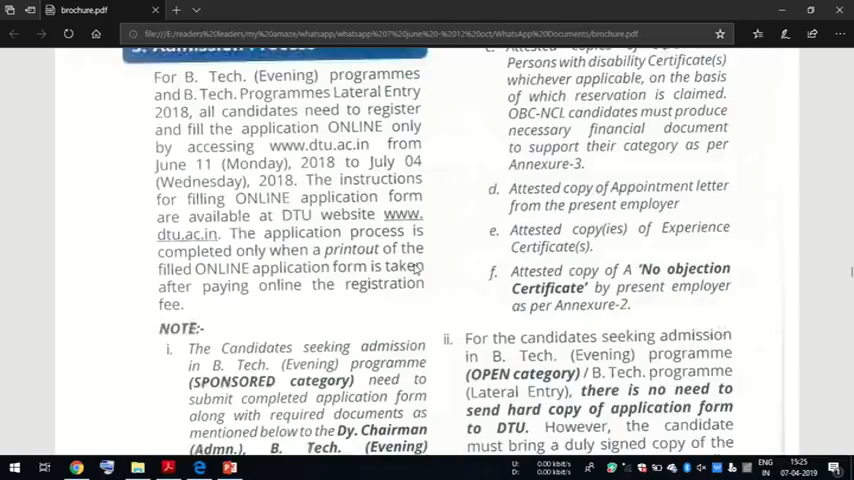 brochure.pdf
file:///E:/readers%20leaders/my%20amaze/whatsapp/whatsapp%207%20june%20-%2012%20oct/WhatsApp%20Documents/brochure.pdf
Admission Process
For B. Tech. (Evening) programmes
and B. Tech. Programmes Lateral Entry
2018, all candidates need to register
and fill the application ONLINE only
by accessing www.dtu.ac.in from
June 11 (Monday), 2018 to July 04
(Wednesday), 2018. The instructions
for filling ONLINE application form
are available at DTU website www.
dtu.ac.in. The application process is
completed only when a printout of the
filled ONLINE application form is taken
after paying online the registration
fee.
NOTE:-
i. The Candidates seeking admission
in B. Tech. (Evening) programme
(SPONSORED category) need to
submit completed application form
along with required documents as
mentioned below to the Dy. Chairman
(Admn.), B. Tech. (Evening)
Attested copies of
Persons with disability Certificate(s)
whichever applicable, on the basis
of which reservation is claimed.
OBC-NCL candidates must produce
necessary financial document
to support their category as per
Annexure-3.
d. Attested copy of Appointment letter
from the present employer
e. Attested copy(ies) of Experience
Certificate(s).
f. Attested copy of A 'No objection
Certificate' by present employer
as per Annexure-2.
ii. For the candidates seeking admission
in B. Tech. (Evening) programme
(OPEN category) / B. Tech. programme
(Lateral Entry), there is no need to
send hard copy of application form
to DTU. However, the candidate
must bring a duly signed copy of the
U: 0.00 kbit/s
D: 0.00 kbit/s
ENG
IN
15:25
07-04-2019